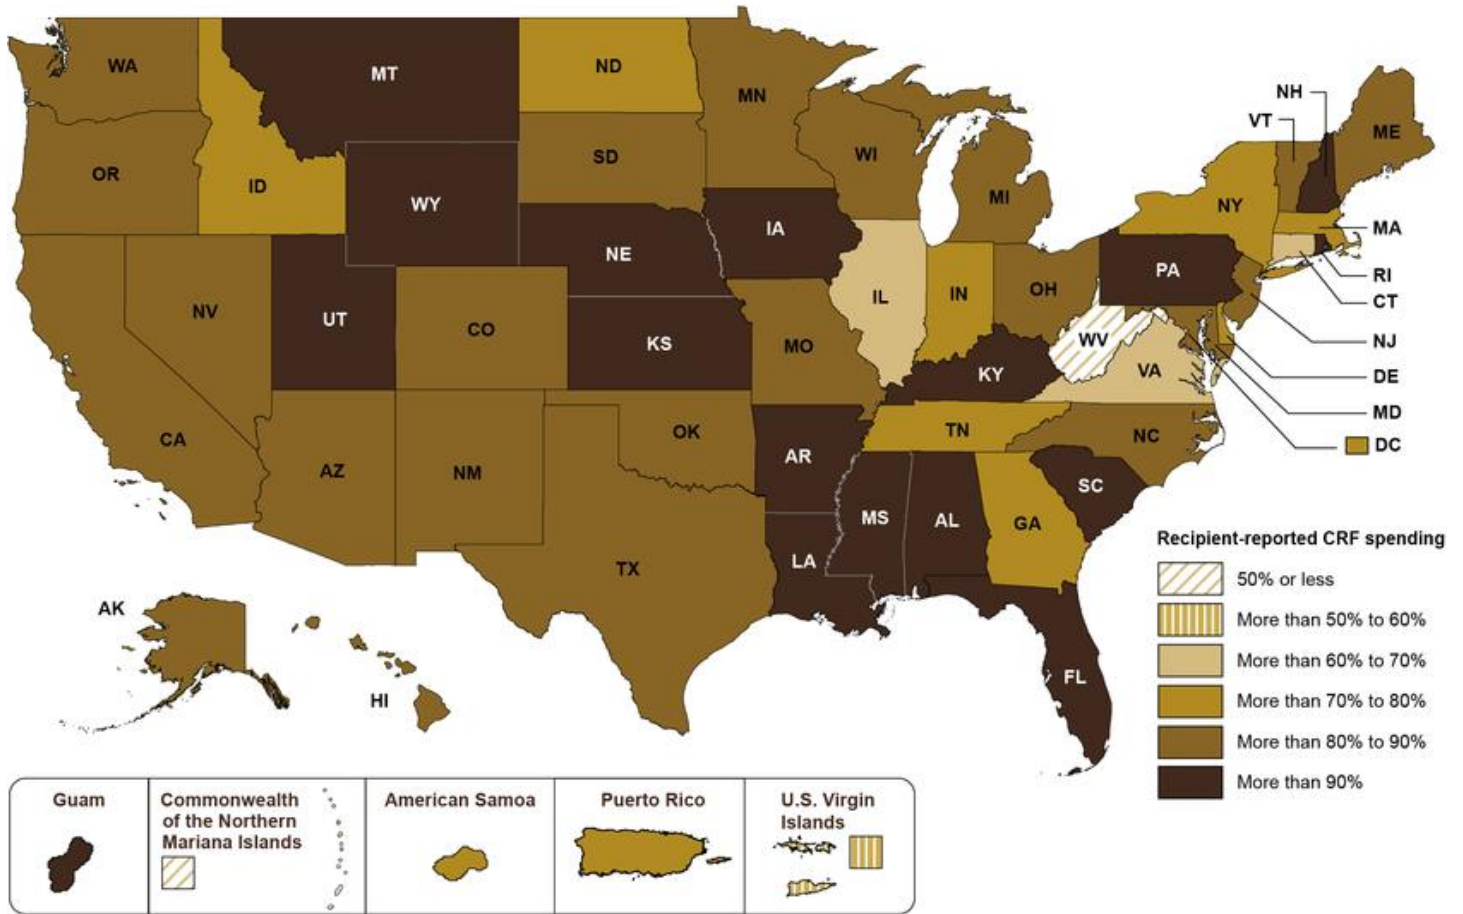 WA
MT
ND
MN
NH
VT
ME
OR
ID
SD
WI
MI
WY
NY
IA
MA
NE
PA
RI
NV
UT
CO
IL
IN
OH
CT
KS
MO
WV
NJ
KY
VA
DE
CA
OK
TN
NC
MD
AZ
NM
AR
DC
SC
MS
AL
GA
TX
LA
AK
HI
FL
Recipient-reported CRF spending
50% or less
More than 50% to 60%
More than 60% to 70%
More than 70% to 80%
More than 80% to 90%
More than 90%
Guam
Commonwealth
of the Northern
Mariana Islands
American Samoa
Puerto Rico
U.S. Virgin
Islands